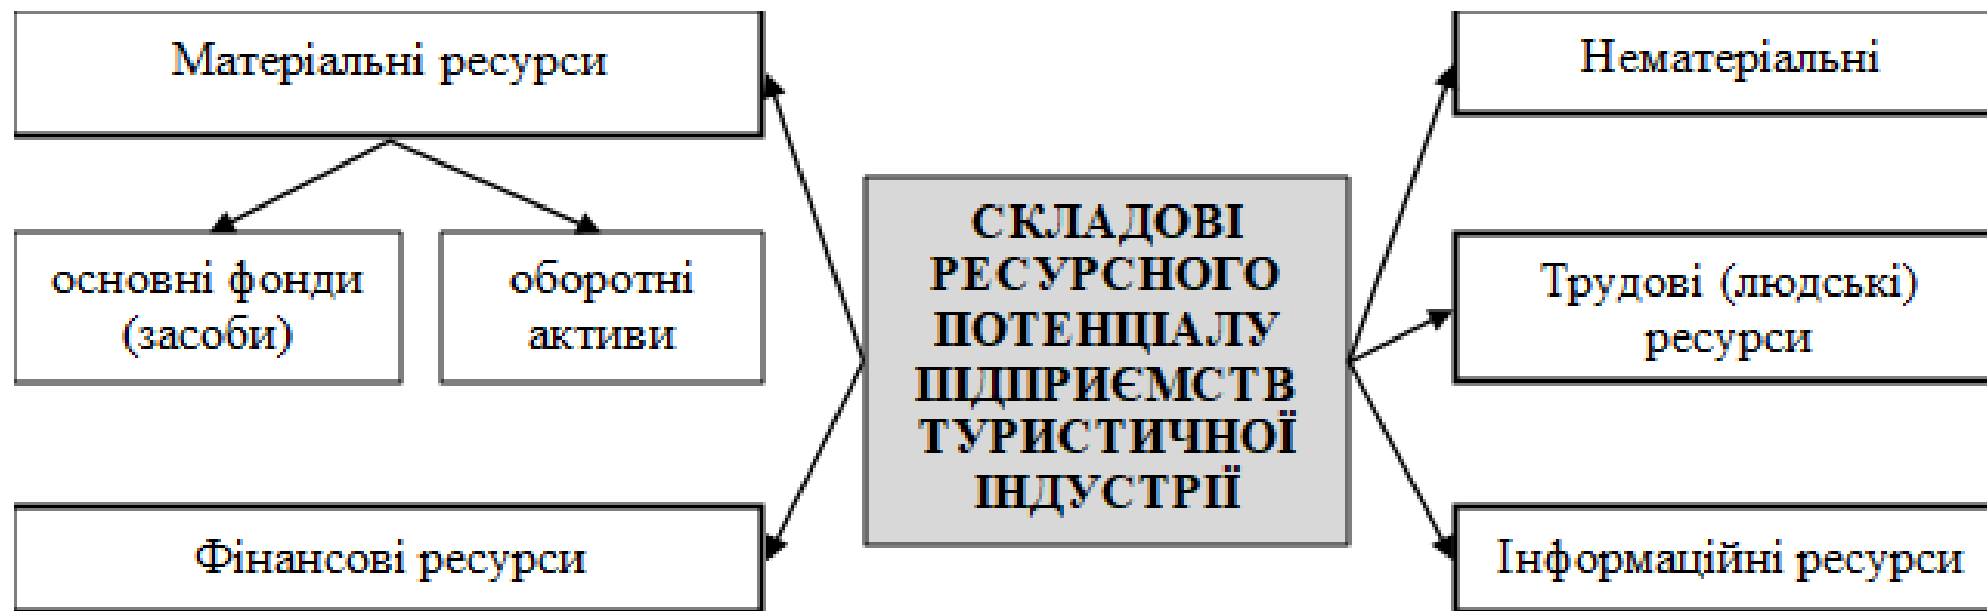 Матеріальні ресурси
основні фонди
(засоби)
оборотні
активи
Фінансові ресурси
СКЛАДОВІ
РЕСУРСНОГО
ПОТЕНЦІАЛУ
ПІДПРИЄМСТВ
ТУРИСТИЧНОЇ
ІНДУСТРІЇ
Нематеріальні
Трудові (людські)
ресурси
Інформаційні ресурси